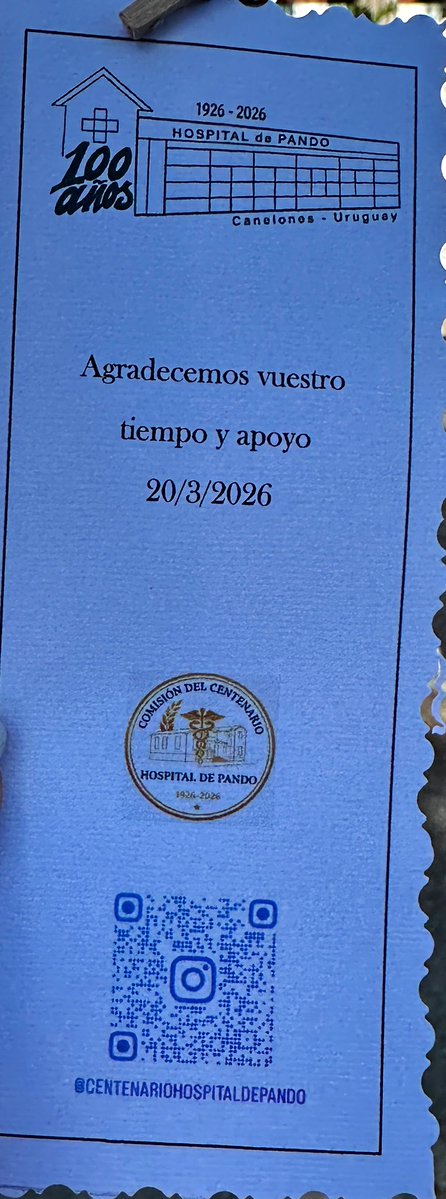 1926 - 2026
HOSPITAL de PANDO
100
años
Canelones - Uruguay
Agradecemos vuestro
tiempo y apoyo
20/3/2026
COMISIÓN DEL CENTENARIO
HOSPITAL DE PANDO
1926-2026
@CENTENARIOHOSPITALDEPANDO